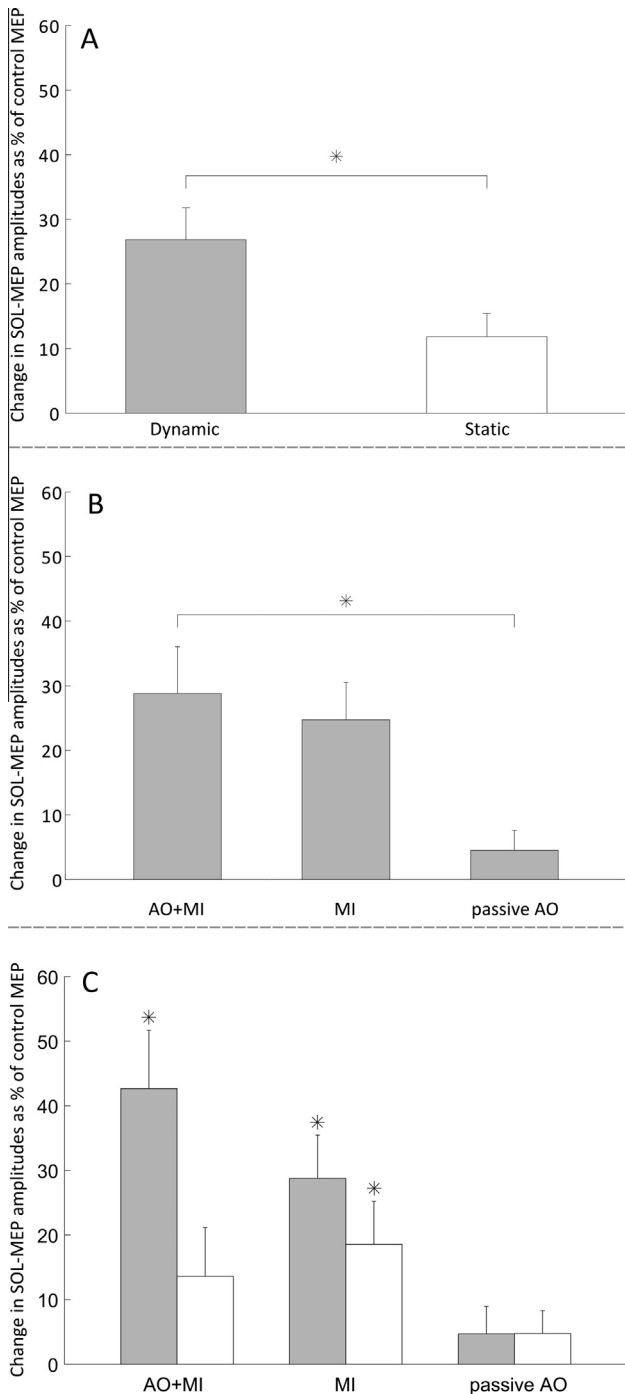 A
Change in SOL-MEP amplitudes as % of control MEP
60
50
40
30
20
10
0
*
Dynamic Static
B
Change in SOL-MEP amplitudes as % of control MEP
60
50
40
30
20
10
0
*
AO+MI MI passive AO
C
Change in SOL-MEP amplitudes as % of control MEP
60
50
40
30
20
10
0
*
*
*
AO+MI MI passive AO